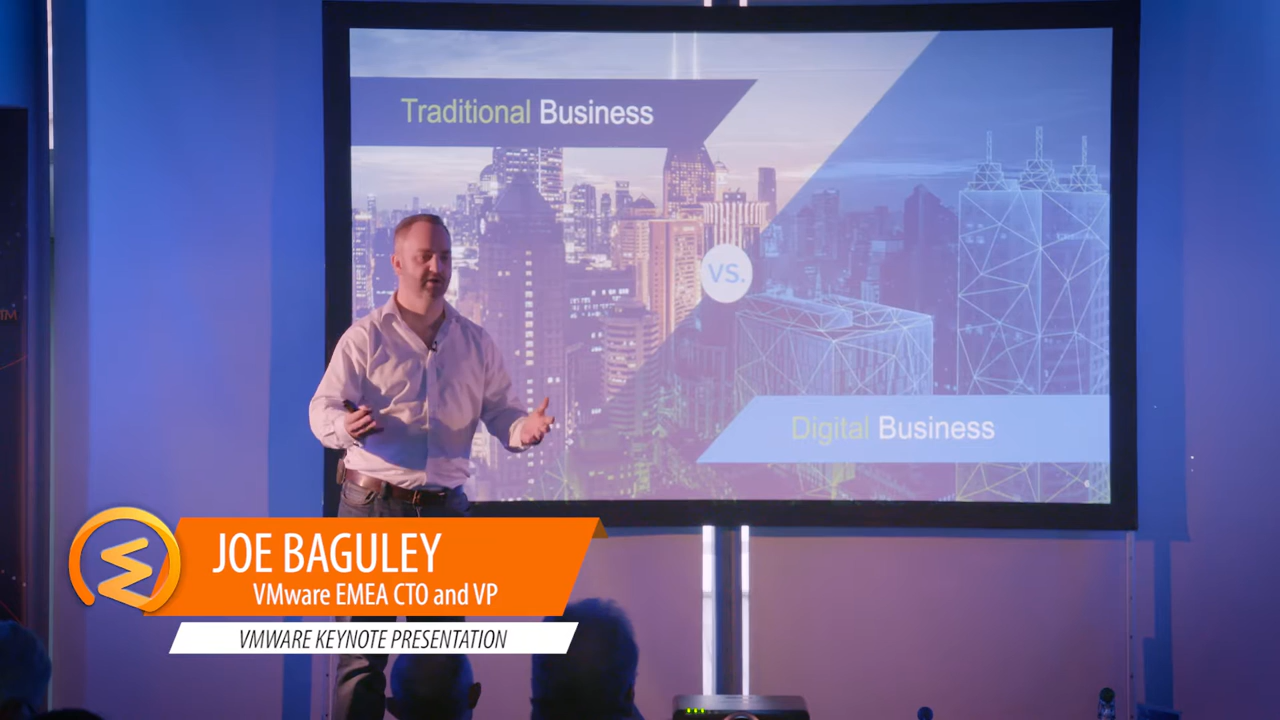 Traditional Business
VS.
Digital Business
JOE BAGULEY
VMware EMEA CTO and VP
VMWARE KEYNOTE PRESENTATION